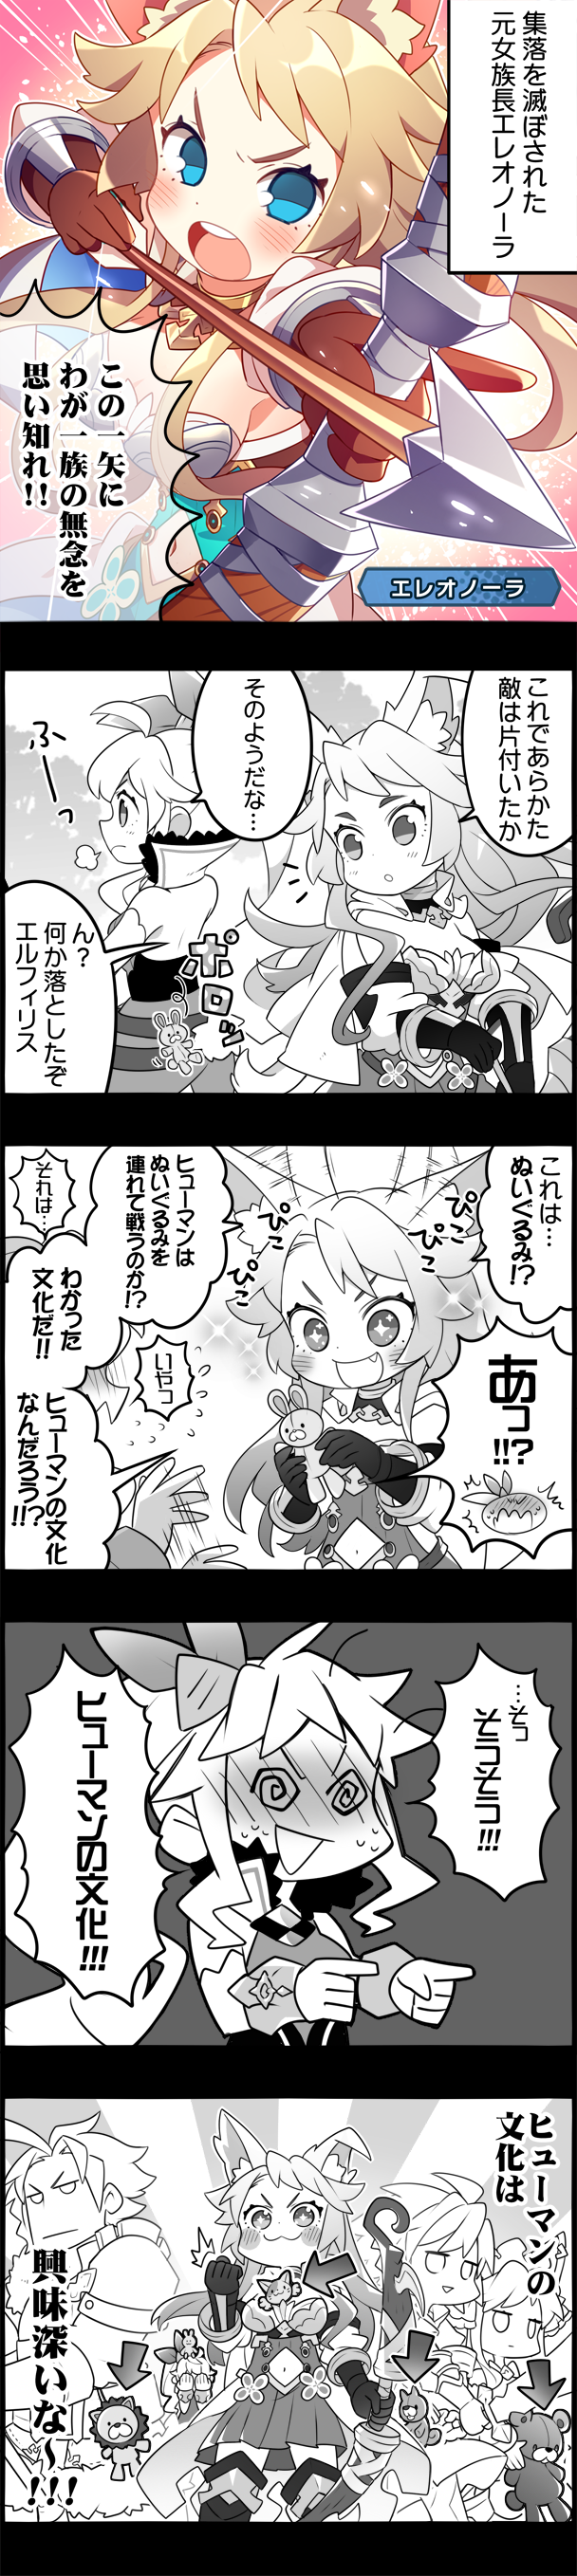 集落を滅ぼされた
元女族長エレオノーラ
この一矢に
わが一族の無念を
思い知れ!!
エレオノーラ
これであらかた
敵は片付いたか
そのようだな…
ふーっ
ポロッ
ん?
何か落としたぞ
エルフィリス
これは…
ぬいぐるみ!?
あっ!!?
ぴこ
ぴこ
ぴこ
ぴこ
ヒューマンは
ぬいぐるみを
連れて戦うのか!?
それは…
わかった
文化だ!!
いやっ
ヒューマンの文化
なんだろう!!?
…そっ
そうそうっ!!!
ヒューマンの文化!!!
ヒューマンの
文化は
興味深いな〜!!!